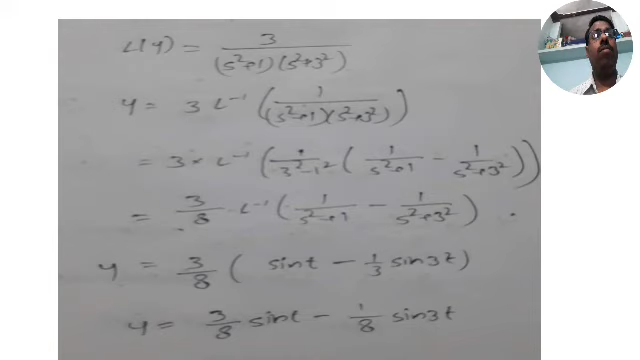 L(y) = 3 / (s²+1)(s²+3²)
y = 3 L⁻¹ ( 1 / (s²+1)(s²+3²) )
= 3 × L⁻¹ ( 1 / 3²-1² ( 1 / s²+1 − 1 / s²+3² ) )
= 3/8 · L⁻¹ ( 1 / s²+1 − 1 / s²+3² ) .
y = 3/8 ( sint − 1/3 sin3t )
y = 3/8 sint − 1/8 sin3t